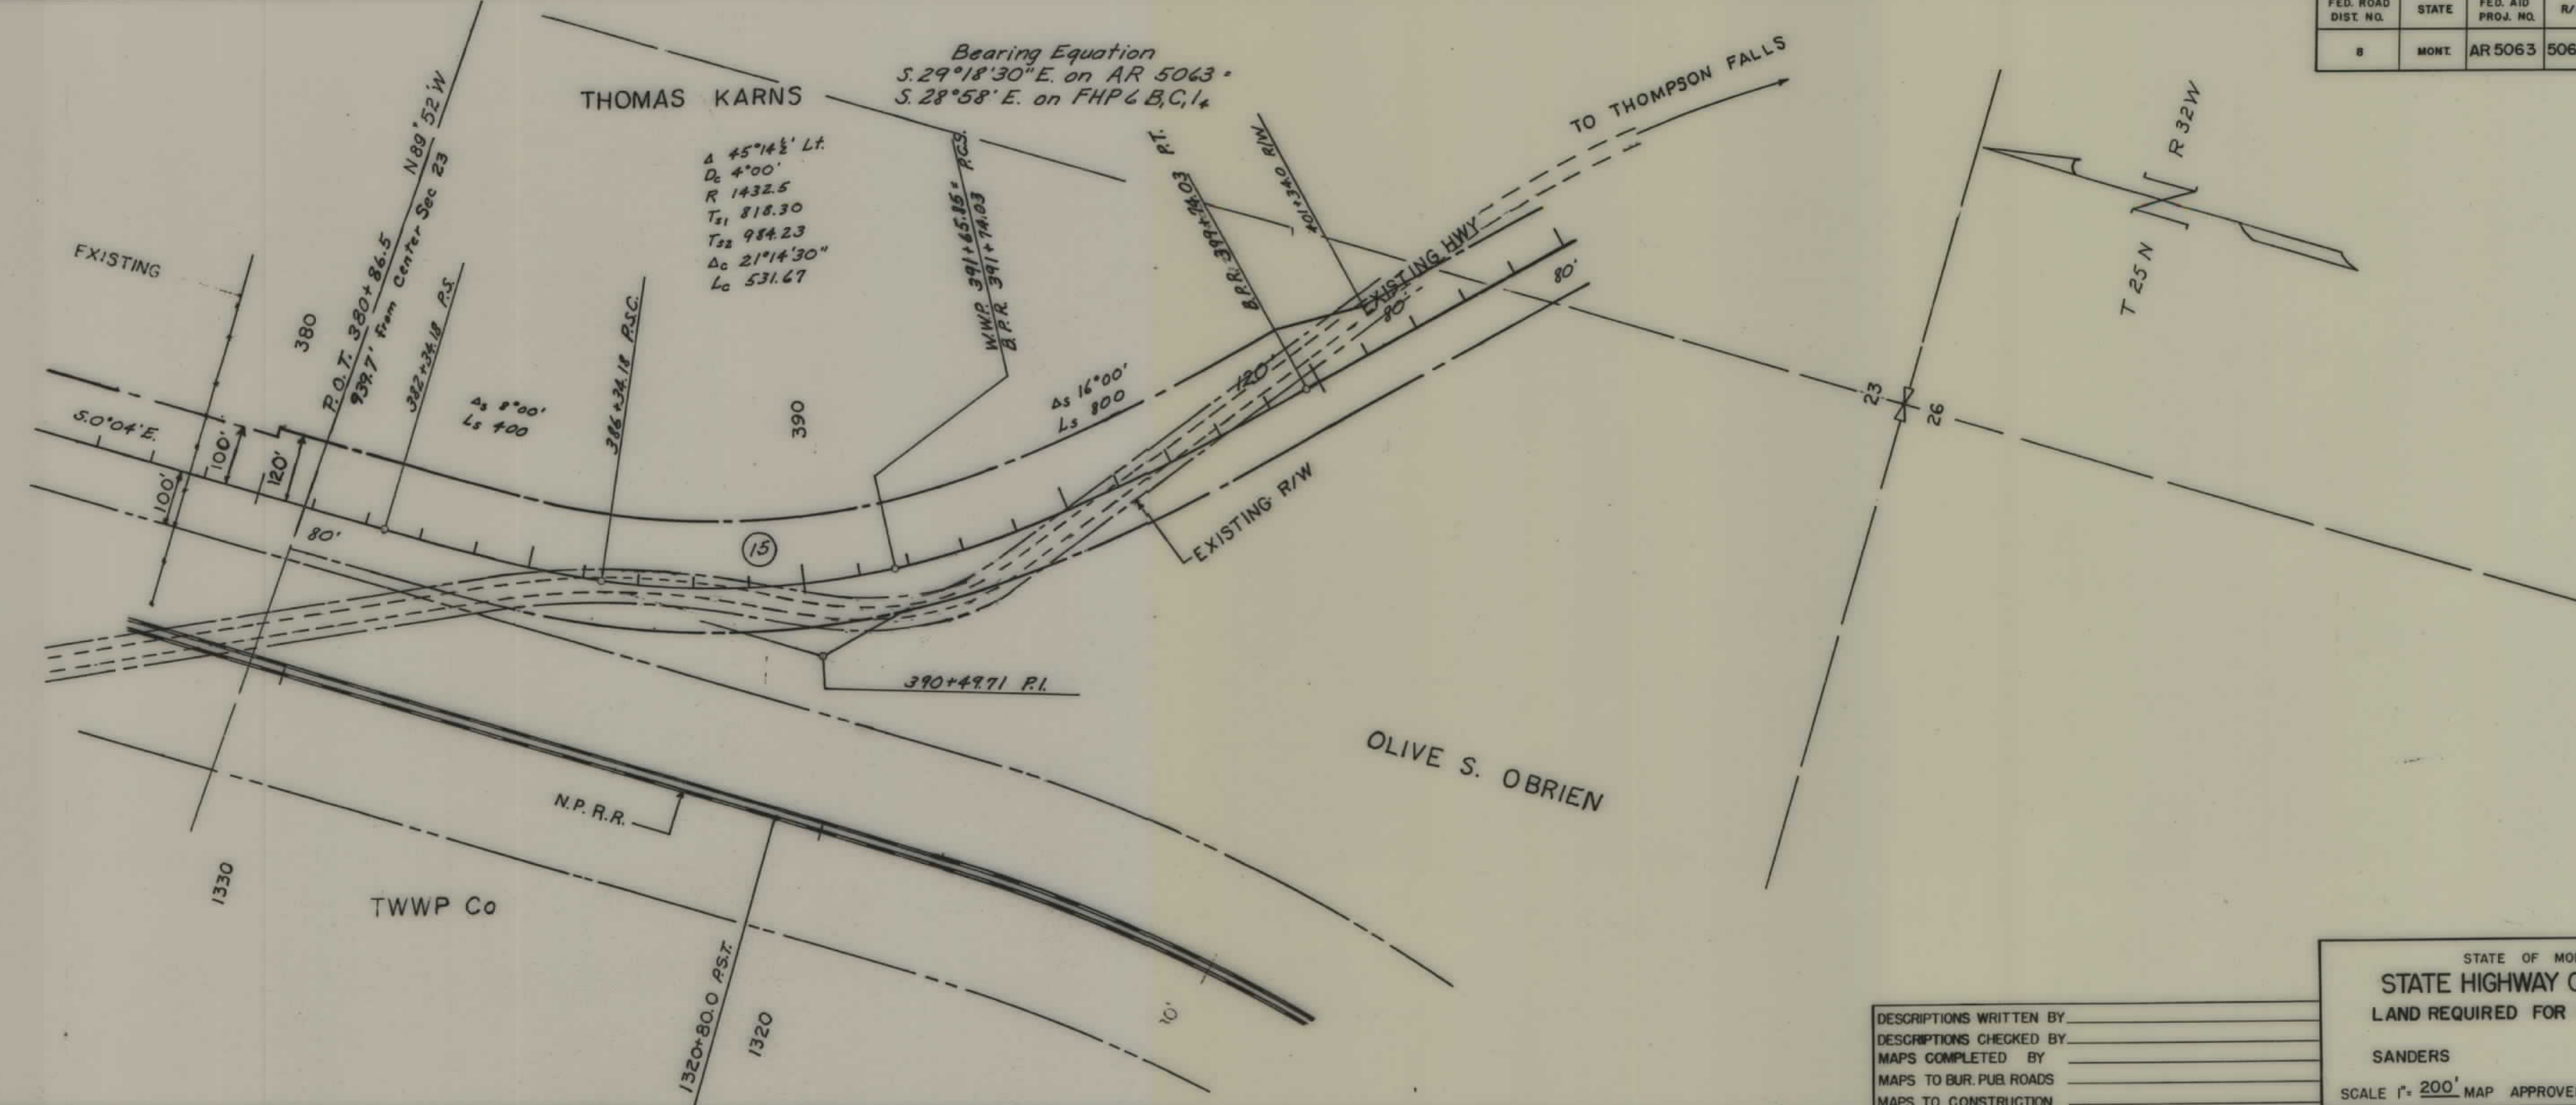 FED. ROAD DIST. NO.
STATE
FED. AID PROJ. NO.
R/
8
MONT.
AR 5063
506
Bearing Equation
S. 29°18'30" E. on AR 5063 =
S. 28°58' E. on FHP 6 B, C, 1,
THOMAS KARNS
Δ 45°14½' Lt.
Dc 4°00'
R 1432.5
Ts1 818.30
Ts2 984.23
Δc 21°14'30"
Lc 531.67
TO THOMPSON FALLS
R 32W
T 25 N
EXISTING
380
N 89°52'W
P.O.T. 380+86.5
939.7' from Center Sec 23
382+34.18 P.S.
386+34.18 P.S.C.
Δs 8°00'
Ls 400
390
W.W.P. 391+65.85 = P.C.S.
B.P.R. 391+74.03
Δs 16°00'
Ls 800
B.P.R. 399+74.03 P.T.
401+340 R/W
EXISTING HWY
80'
80'
120'
S.0°04'E.
100'
120'
100'
80'
15
EXISTING R/W
23
26
390+49.71 P.I.
OLIVE S. OBRIEN
N.P.R.R.
1330
TWWP Co
1320+80.0 P.S.T.
1320
DESCRIPTIONS WRITTEN BY
DESCRIPTIONS CHECKED BY
MAPS COMPLETED BY
MAPS TO BUR. PUB. ROADS
MAPS TO CONSTRUCTION
STATE OF MO
STATE HIGHWAY C
LAND REQUIRED FOR
SANDERS
SCALE 1"= 200' MAP APPROVE